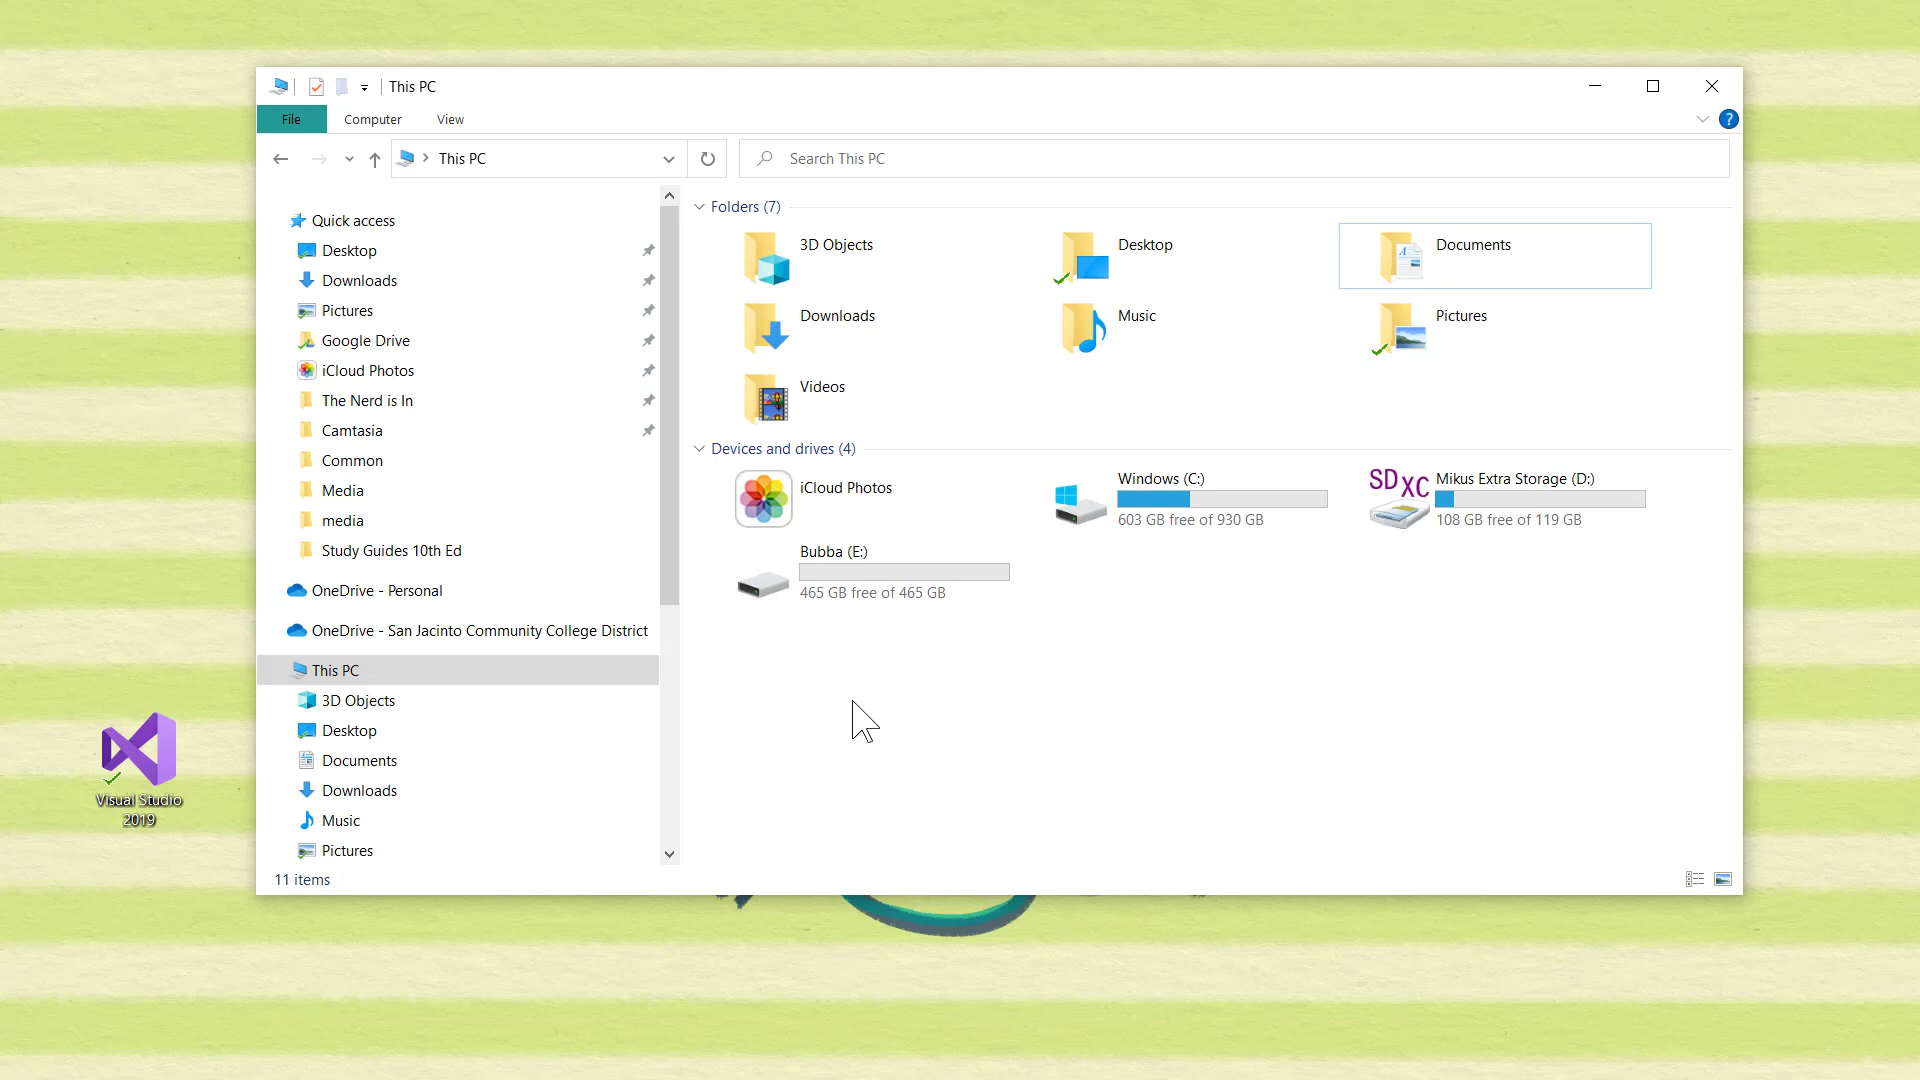 This PC
File
Computer
View
?
This PC
Search This PC
Quick access
Desktop
Downloads
Pictures
Google Drive
iCloud Photos
The Nerd is In
Camtasia
Common
Media
media
Study Guides 10th Ed
OneDrive - Personal
OneDrive - San Jacinto Community College District
This PC
3D Objects
Desktop
Documents
Downloads
Music
Pictures
Folders (7)
3D Objects
Desktop
Documents
Downloads
Music
Pictures
Videos
Devices and drives (4)
iCloud Photos
Windows (C:)
603 GB free of 930 GB
SD XC
Mikus Extra Storage (D:)
108 GB free of 119 GB
Bubba (E:)
465 GB free of 465 GB
11 items
Visual Studio
2019